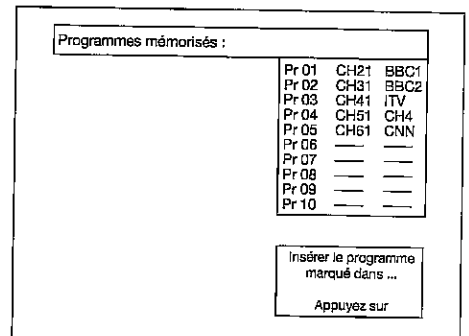 Programmes mémorisés :
Pr 01 CH21 BBC1
Pr 02 CH31 BBC2
Pr 03 CH41 ITV
Pr 04 CH51 CH4
Pr 05 CH61 CNN
Pr 06 — —
Pr 07 — —
Pr 08 — —
Pr 09 — —
Pr 10 — —
Insérer le programme
marqué dans ...
Appuyez sur